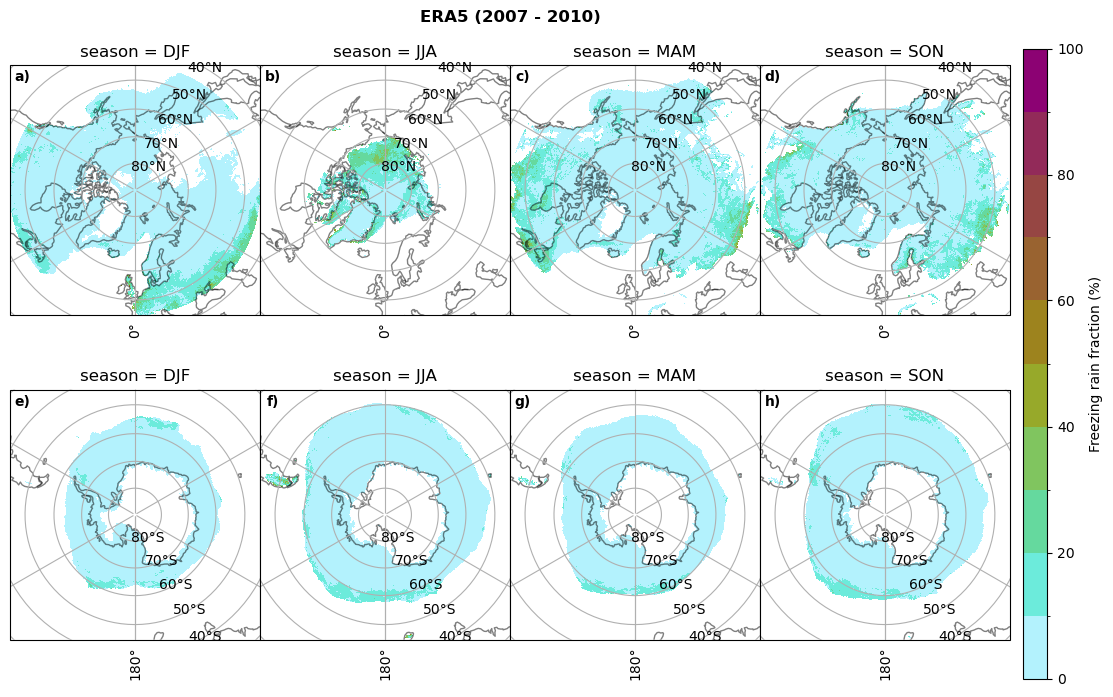 ERA5 (2007 - 2010)
season = DJF
season = JJA
season = MAM
season = SON
a)
40°N
50°N
60°N
70°N
80°N
0°
b)
40°N
50°N
60°N
70°N
80°N
0°
c)
40°N
50°N
60°N
70°N
80°N
0°
d)
40°N
50°N
60°N
70°N
80°N
0°
season = DJF
season = JJA
season = MAM
season = SON
e)
80°S
70°S
60°S
50°S
40°S
180°
f)
80°S
70°S
60°S
50°S
40°S
180°
g)
80°S
70°S
60°S
50°S
40°S
180°
h)
80°S
70°S
60°S
50°S
40°S
180°
100
80
60
40
20
0
Freezing rain fraction (%)